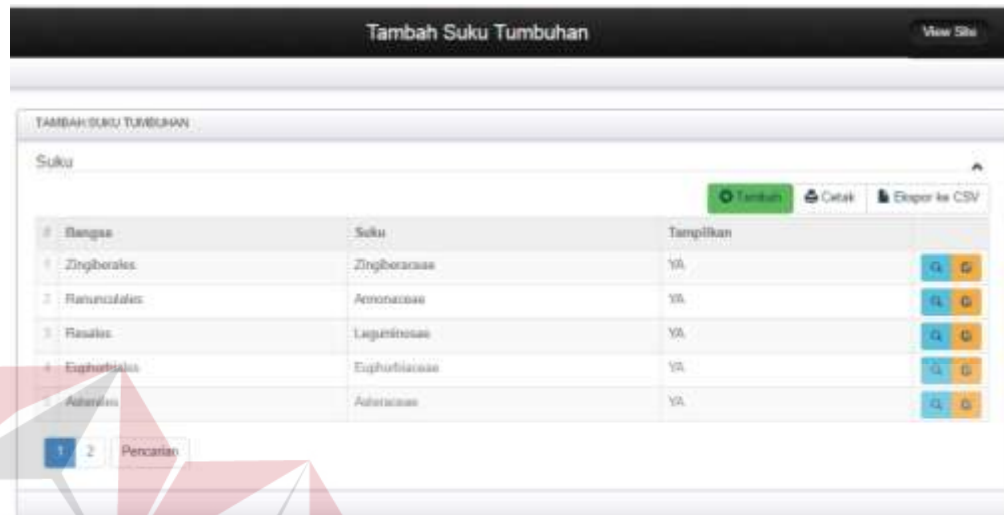 Tambah Suku Tumbuhan
View Site
TAMBAH SUKU TUMBUHAN
Suku
Tambah Cetak Ekspor ke CSV
# Bangsa Suku Tampilkan
1 Zingiberales Zingiberaceae YA
2 Ranunculales Annonaceae YA
3 Rosales Leguminosae YA
4 Euphorbiales Euphorbiaceae YA
5 Asterales Asteraceae YA
1 2 Pencarian